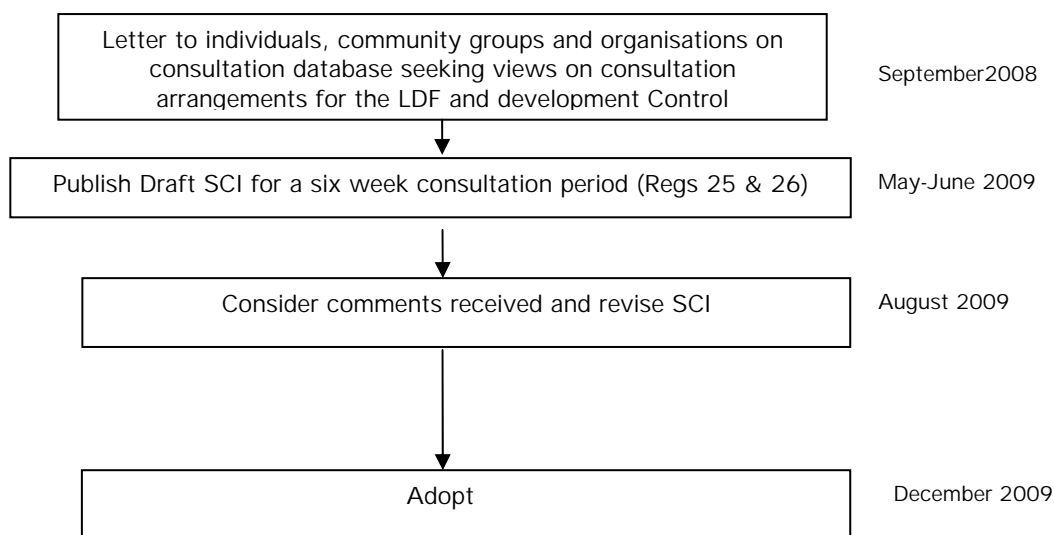 Letter to individuals, community groups and organisations on
consultation database seeking views on consultation
arrangements for the LDF and development Control
September2008
Publish Draft SCI for a six week consultation period (Regs 25 & 26)
May-June 2009
Consider comments received and revise SCI
August 2009
Adopt
December 2009